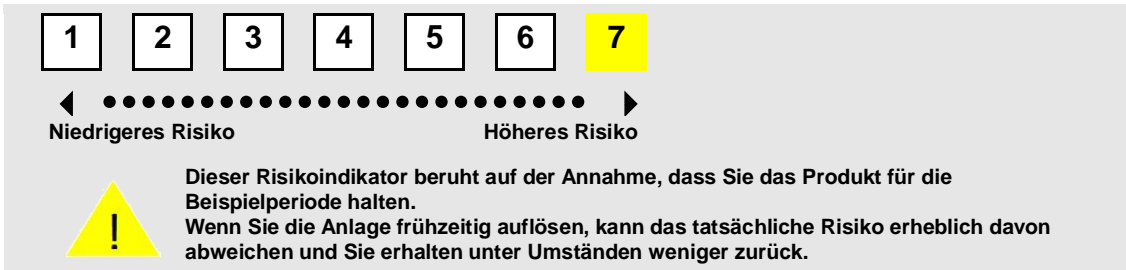 1 2 3 4 5 6 7
Niedrigeres Risiko Höheres Risiko
Dieser Risikoindikator beruht auf der Annahme, dass Sie das Produkt für die
Beispielperiode halten.
Wenn Sie die Anlage frühzeitig auflösen, kann das tatsächliche Risiko erheblich davon
abweichen und Sie erhalten unter Umständen weniger zurück.
!